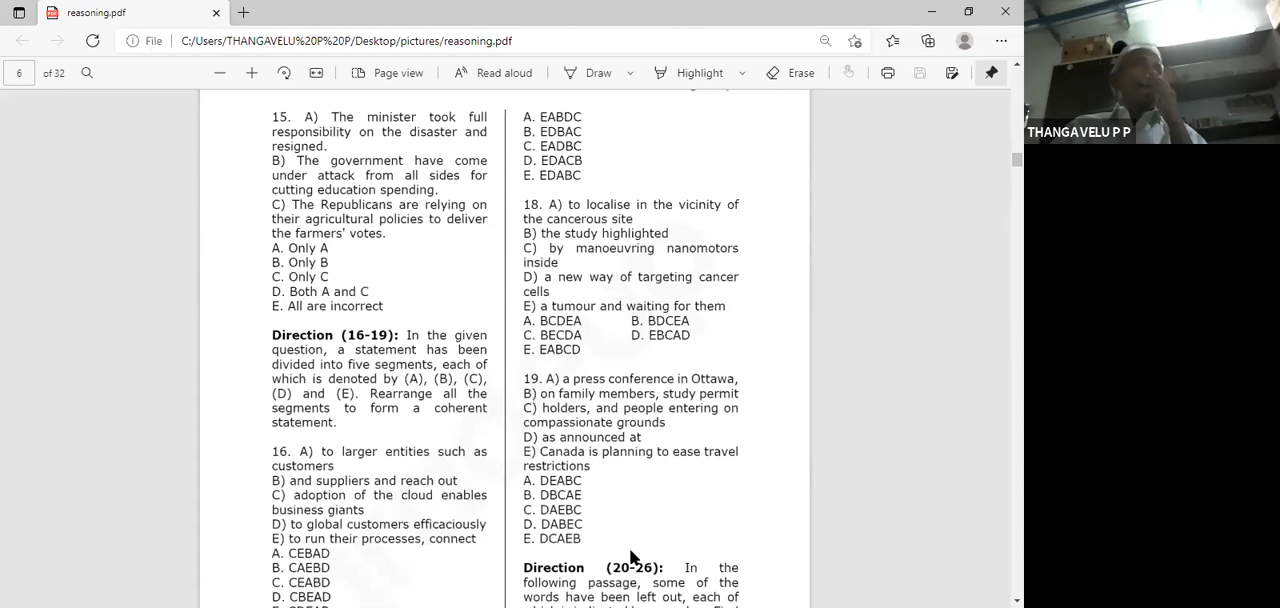 reasoning.pdf
File
C:/Users/THANGAVELU%20P%20P/Desktop/pictures/reasoning.pdf
6
of 32
Page view
Read aloud
Draw
Highlight
Erase
15. A) The minister took full
responsibility on the disaster and
resigned.
B) The government have come
under attack from all sides for
cutting education spending.
C) The Republicans are relying on
their agricultural policies to deliver
the farmers' votes.
A. Only A
B. Only B
C. Only C
D. Both A and C
E. All are incorrect
Direction (16-19): In the given
question, a statement has been
divided into five segments, each of
which is denoted by (A), (B), (C),
(D) and (E). Rearrange all the
segments to form a coherent
statement.
16. A) to larger entities such as
customers
B) and suppliers and reach out
C) adoption of the cloud enables
business giants
D) to global customers efficaciously
E) to run their processes, connect
A. CEBAD
B. CAEBD
C. CEABD
D. CBEAD
A. EABDC
B. EDBAC
C. EADBC
D. EDACB
E. EDABC
18. A) to localise in the vicinity of
the cancerous site
B) the study highlighted
C) by manoeuvring nanomotors
inside
D) a new way of targeting cancer
cells
E) a tumour and waiting for them
A. BCDEA B. BDCEA
C. BECDA D. EBCAD
E. EABCD
19. A) a press conference in Ottawa,
B) on family members, study permit
C) holders, and people entering on
compassionate grounds
D) as announced at
E) Canada is planning to ease travel
restrictions
A. DEABC
B. DBCAE
C. DAEBC
D. DABEC
E. DCAEB
Direction (20-26): In the
following passage, some of the
words have been left out, each of
THANGAVELU P P